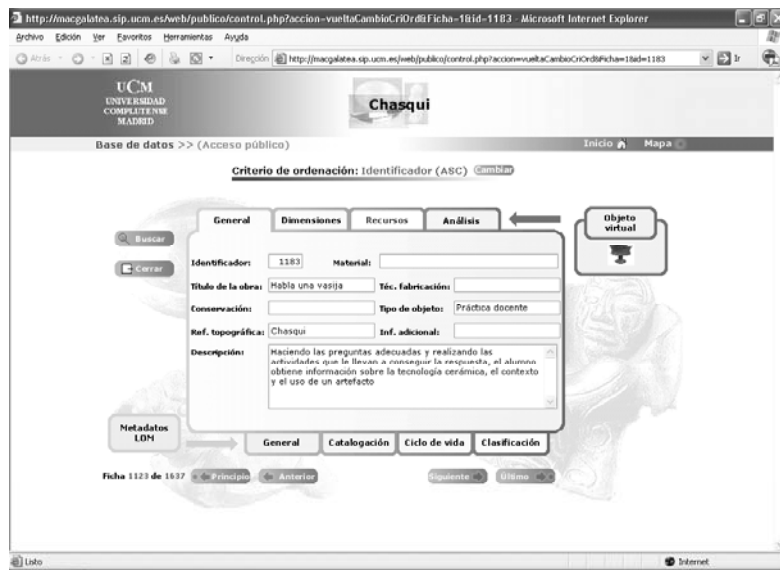 http://macgalatea.sip.ucm.es/web/publico/control.php?accion=vueltaCambioCriOrd&Ficha=1&id=1183 - Microsoft Internet Explorer
Archivo Edición Ver Favoritos Herramientas Ayuda
Atrás Dirección http://macgalatea.sip.ucm.es/web/publico/control.php?accion=vueltaCambioCriOrd&Ficha=1&id=1183 Ir
UCM
UNIVERSIDAD
COMPLUTENSE
MADRID
Chasqui
Base de datos >> (Acceso público) Inicio Mapa
Criterio de ordenación: Identificador (ASC) Cambiar
General Dimensiones Recursos Análisis
Objeto
virtual
Buscar
Cerrar
Identificador: 1183 Material:
Título de la obra: Habla una vasija Téc. fabricación:
Conservación: Tipo de objeto: Práctica docente
Ref. topográfica: Chasqui Inf. adicional:
Descripción: Haciendo las preguntas adecuadas y realizando las
actividades que le llevan a conseguir la respuesta, el alumno
obtiene información sobre la tecnología cerámica, el contexto
y el uso de un artefacto
Metadatos
LOM
General Catalogación Ciclo de vida Clasificación
Ficha 1123 de 1637 Principio Anterior Siguiente Último
Listo Internet